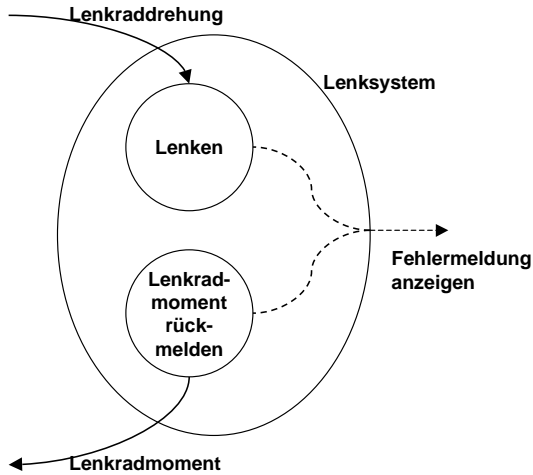 Lenkraddrehung
Lenksystem
Lenken
Fehlermeldung
anzeigen
Lenkrad-
moment
rück-
melden
Lenkradmoment